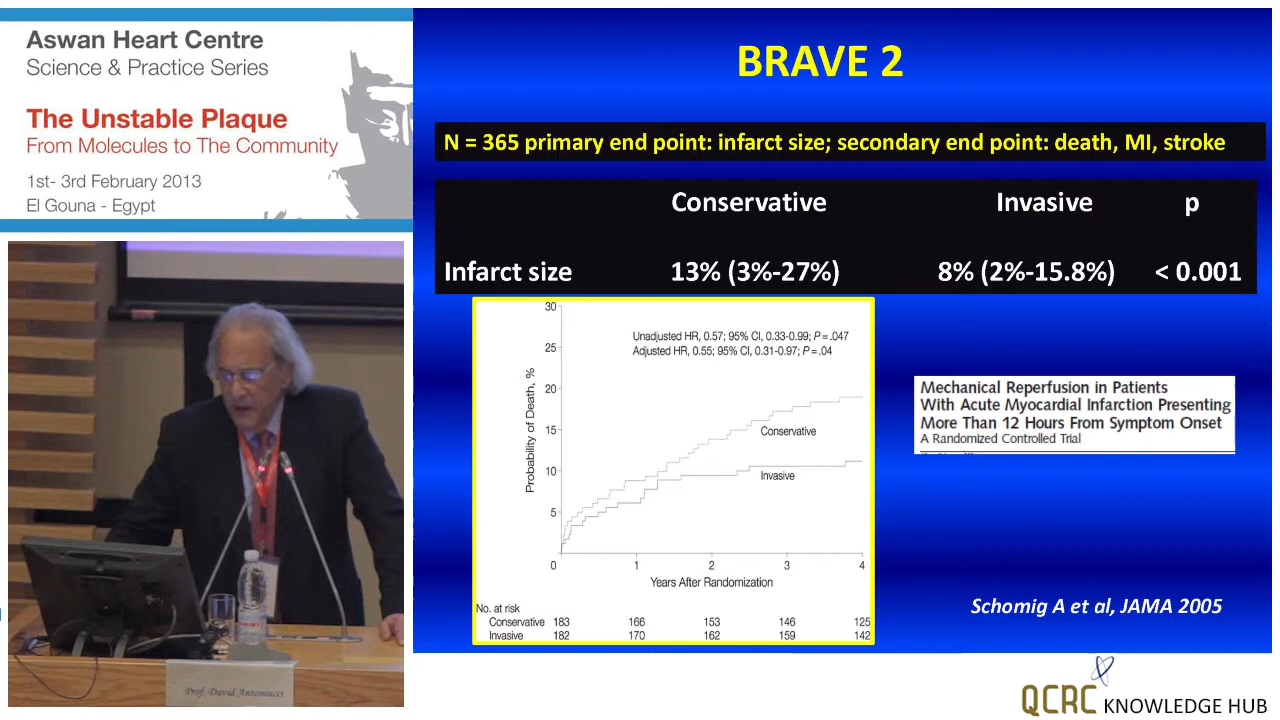 Aswan Heart Centre
Science & Practice Series
The Unstable Plaque
From Molecules to The Community
1st- 3rd February 2013
El Gouna - Egypt
Prof. David Antoniucci
BRAVE 2
N = 365 primary end point: infarct size; secondary end point: death, MI, stroke
Conservative Invasive p
Infarct size 13% (3%-27%) 8% (2%-15.8%) < 0.001
30
25
20
15
10
5
Probability of Death, %
Unadjusted HR, 0.57; 95% CI, 0.33-0.99; P = .047
Adjusted HR, 0.55; 95% CI, 0.31-0.97; P = .04
Conservative
Invasive
0 1 2 3 4
Years After Randomization
No. at risk
Conservative 183 166 153 146 125
Invasive 182 170 162 159 142
Mechanical Reperfusion in Patients
With Acute Myocardial Infarction Presenting
More Than 12 Hours From Symptom Onset
A Randomized Controlled Trial
Schomig A et al, JAMA 2005
QCRC KNOWLEDGE HUB